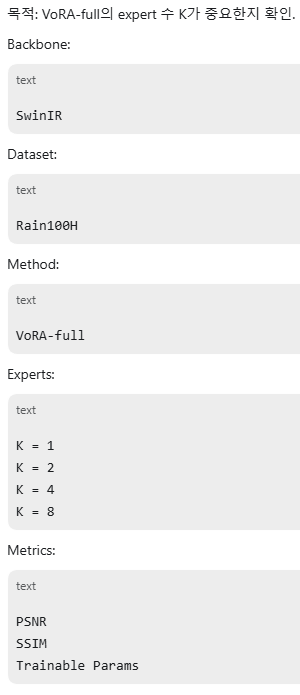 목적: VoRA-full의 expert 수 K가 중요한지 확인.
Backbone:
text
SwinIR
Dataset:
text
Rain100H
Method:
text
VoRA-full
Experts:
text
K = 1
K = 2
K = 4
K = 8
Metrics:
text
PSNR
SSIM
Trainable Params